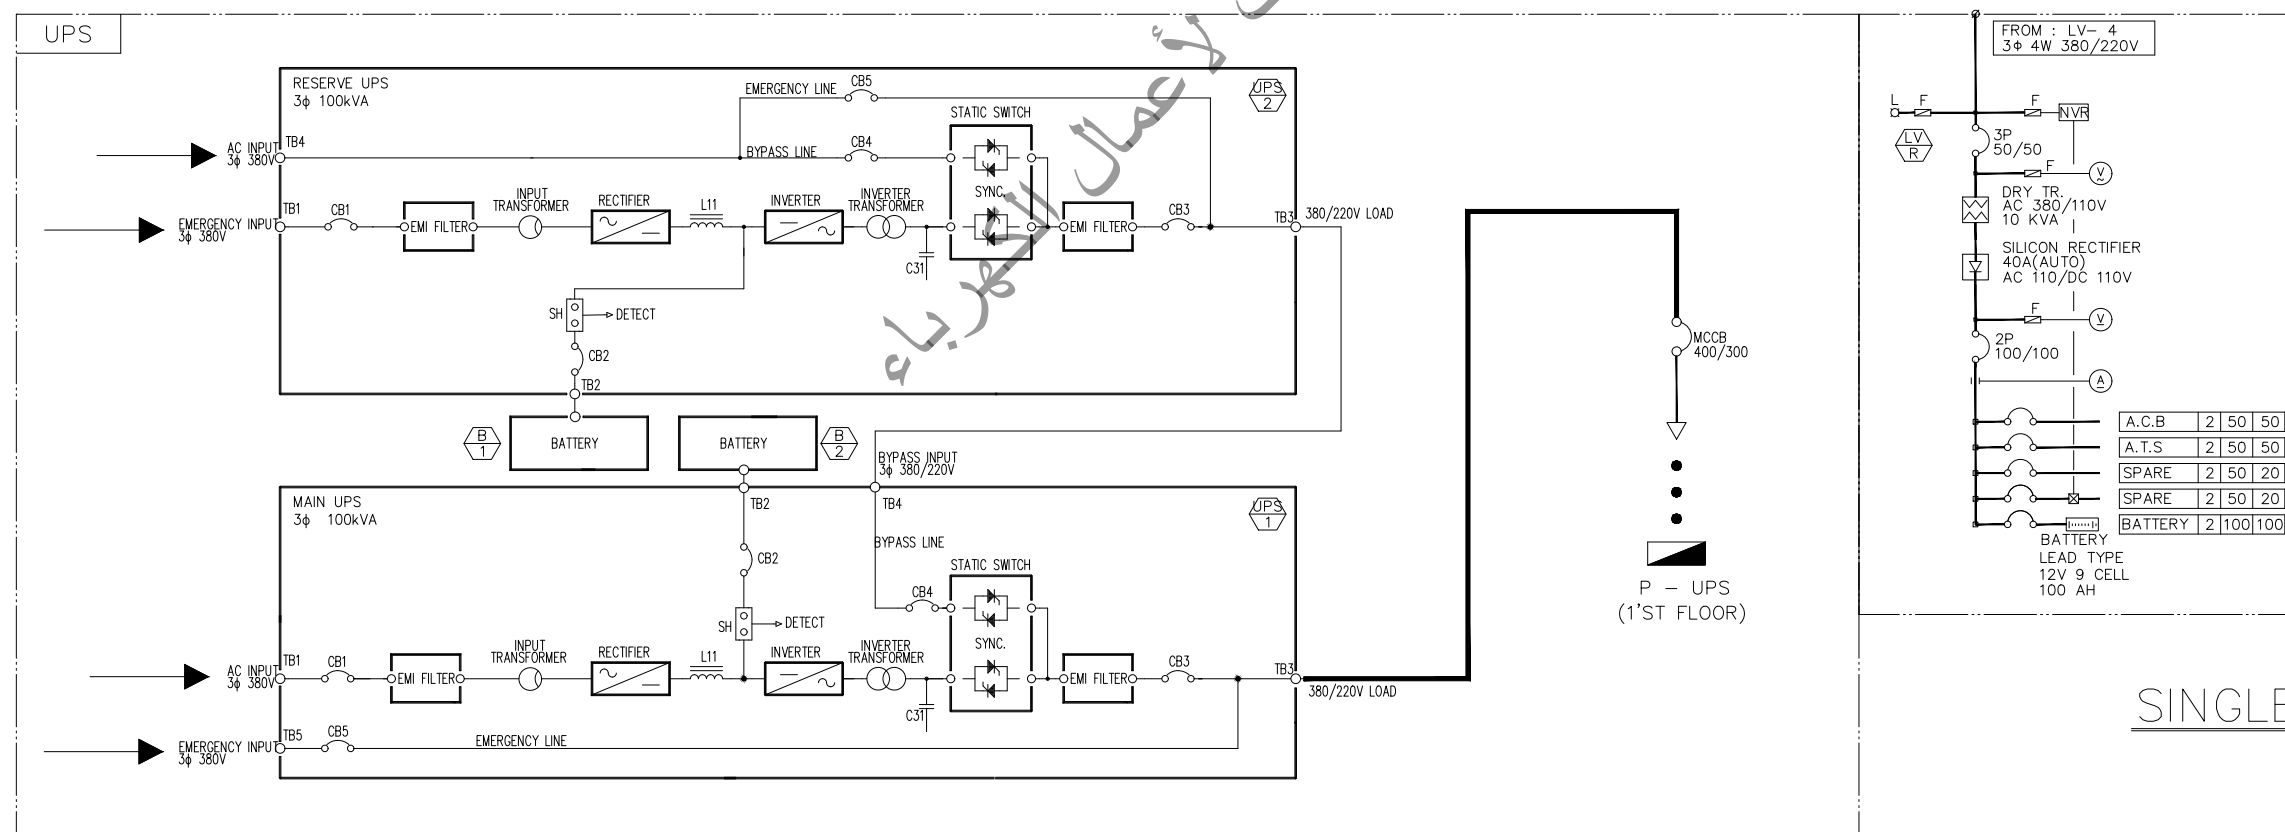 UPS
RESERVE UPS
3ϕ 100kVA
EMERGENCY LINE
CB5
UPS
2
STATIC SWITCH
AC INPUT
3ϕ 380V
TB4
BYPASS LINE
CB4
SYNC.
EMERGENCY INPUT
3ϕ 380V
TB1
CB1
EMI FILTER
INPUT
TRANSFORMER
RECTIFIER
L11
INVERTER
INVERTER
TRANSFORMER
C31
EMI FILTER
CB3
TB3
380/220V LOAD
SH
DETECT
CB2
TB2
B
1
BATTERY
BATTERY
B
2
BYPASS INPUT
3ϕ 380/220V
MAIN UPS
3ϕ 100kVA
TB2
TB4
UPS
1
CB2
BYPASS LINE
STATIC SWITCH
CB4
SH
DETECT
SYNC.
AC INPUT
3ϕ 380V
TB1
CB1
EMI FILTER
INPUT
TRANSFORMER
RECTIFIER
L11
INVERTER
INVERTER
TRANSFORMER
C31
EMI FILTER
CB3
TB3
380/220V LOAD
EMERGENCY INPUT
3ϕ 380V
TB5
CB5
EMERGENCY LINE
MCCB
400/300
P - UPS
(1'ST FLOOR)
FROM : LV- 4
3ϕ 4W 380/220V
L
F
F
NVR
LV
R
3P
50/50
F
V
DRY TR.
AC 380/110V
10 KVA
SILICON RECTIFIER
40A(AUTO)
AC 110/DC 110V
F
V
2P
100/100
A
A.C.B 2 50 50
A.T.S 2 50 50
SPARE 2 50 20
SPARE 2 50 20
BATTERY 2 100 100
BATTERY
LEAD TYPE
12V 9 CELL
100 AH
SINGLE
لأعمال الكهرباء